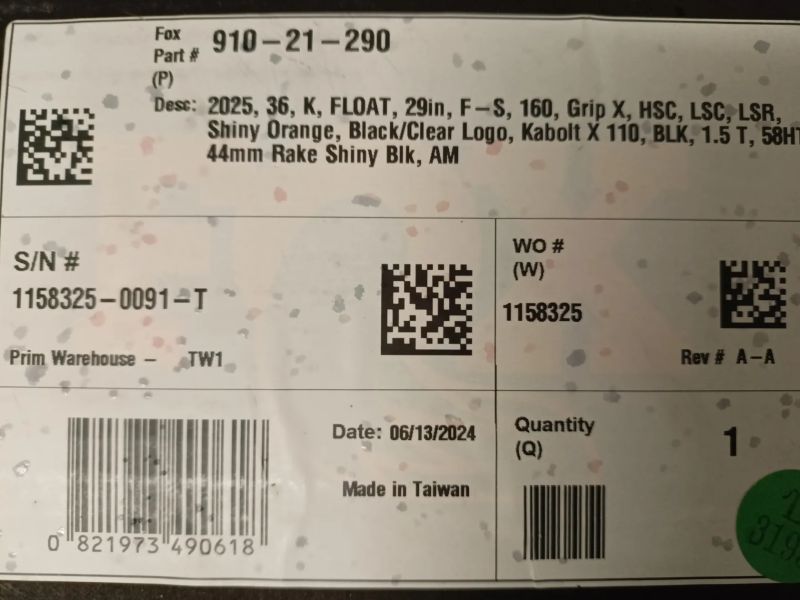 Fox
Part # 910-21-290
(P)
Desc: 2025, 36, K, FLOAT, 29in, F-S, 160, Grip X, HSC, LSC, LSR,
Shiny Orange, Black/Clear Logo, Kabolt X 110, BLK, 1.5 T, 58HT
44mm Rake Shiny Blk, AM
S/N #
1158325-0091-T
Prim Warehouse - TW1
WO #
(W)
1158325
Rev # A-A
0 821973 490618
Date: 06/13/2024
Made in Taiwan
Quantity
(Q)
1